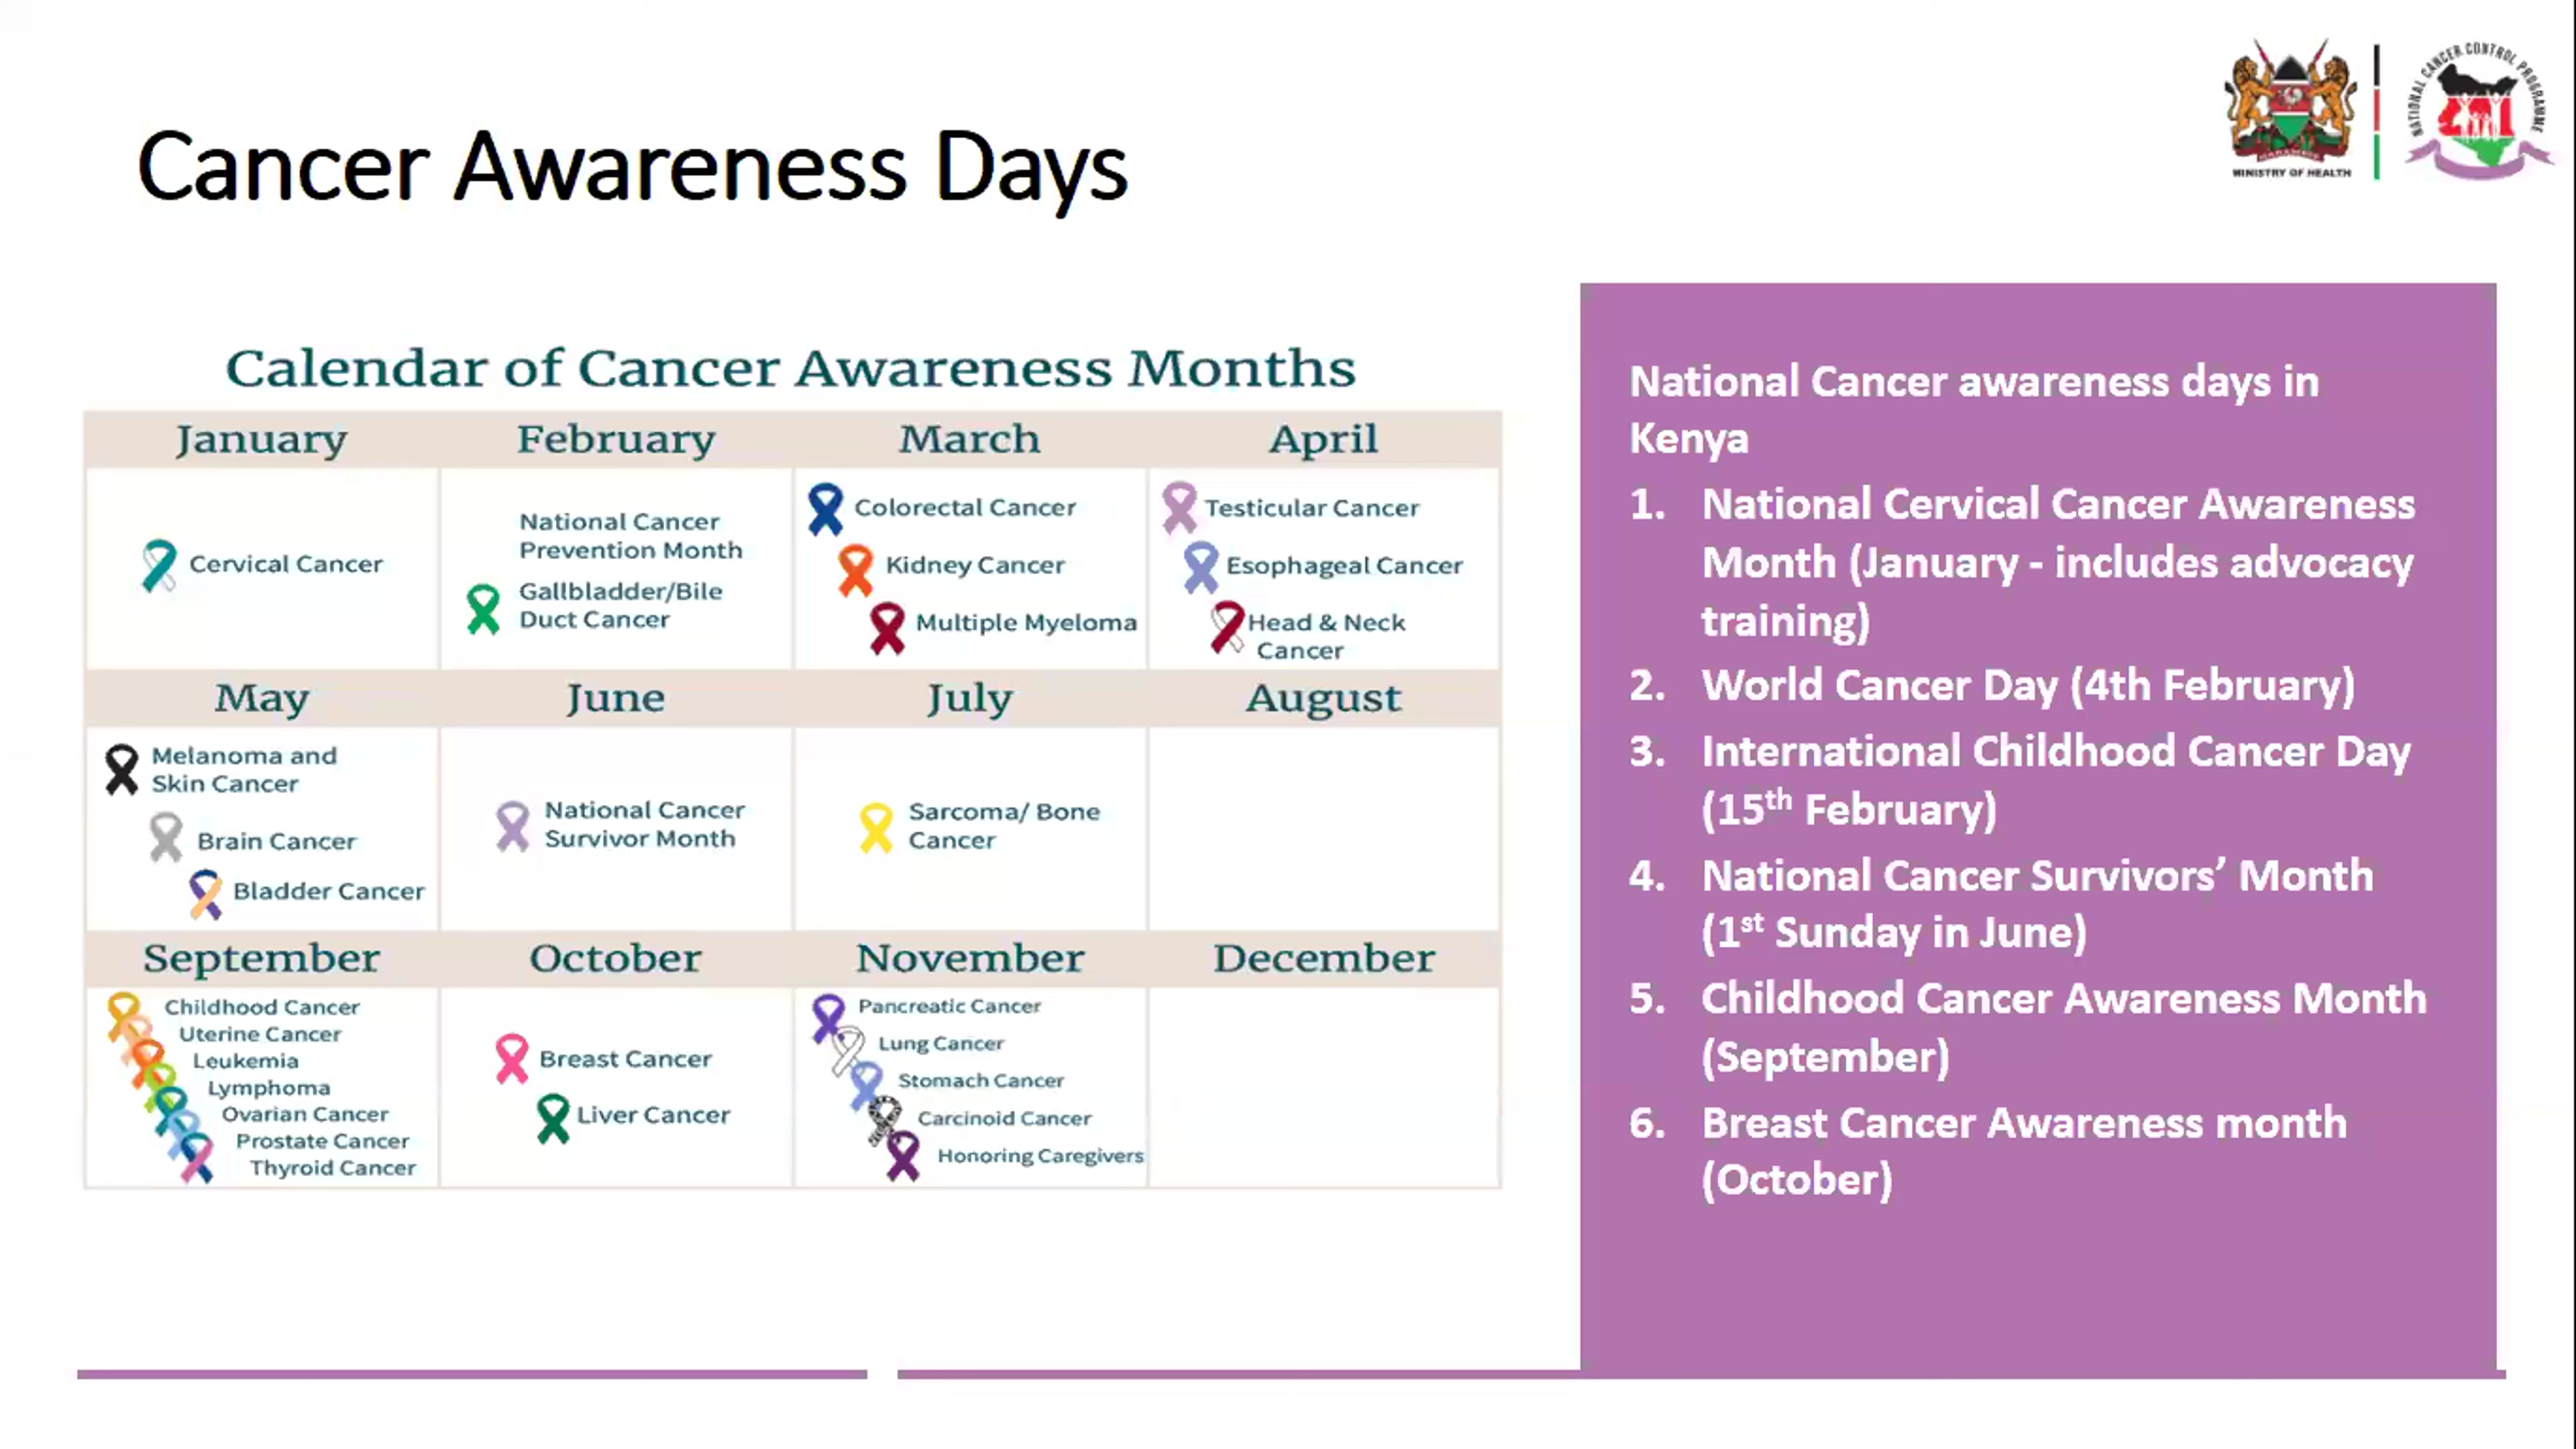 Cancer Awareness Days
MINISTRY OF HEALTH
NATIONAL CANCER CONTROL PROGRAMME
Calendar of Cancer Awareness Months
January
February
March
April
Cervical Cancer
National Cancer
Prevention Month
Gallbladder/Bile
Duct Cancer
Colorectal Cancer
Kidney Cancer
Multiple Myeloma
Testicular Cancer
Esophageal Cancer
Head & Neck
Cancer
May
June
July
August
Melanoma and
Skin Cancer
Brain Cancer
Bladder Cancer
National Cancer
Survivor Month
Sarcoma/ Bone
Cancer
September
October
November
December
Childhood Cancer
Uterine Cancer
Leukemia
Lymphoma
Ovarian Cancer
Prostate Cancer
Thyroid Cancer
Breast Cancer
Liver Cancer
Pancreatic Cancer
Lung Cancer
Stomach Cancer
Carcinoid Cancer
Honoring Caregivers
National Cancer awareness days in
Kenya
1. National Cervical Cancer Awareness
Month (January - includes advocacy
training)
2. World Cancer Day (4th February)
3. International Childhood Cancer Day
(15th February)
4. National Cancer Survivors’ Month
(1st Sunday in June)
5. Childhood Cancer Awareness Month
(September)
6. Breast Cancer Awareness month
(October)